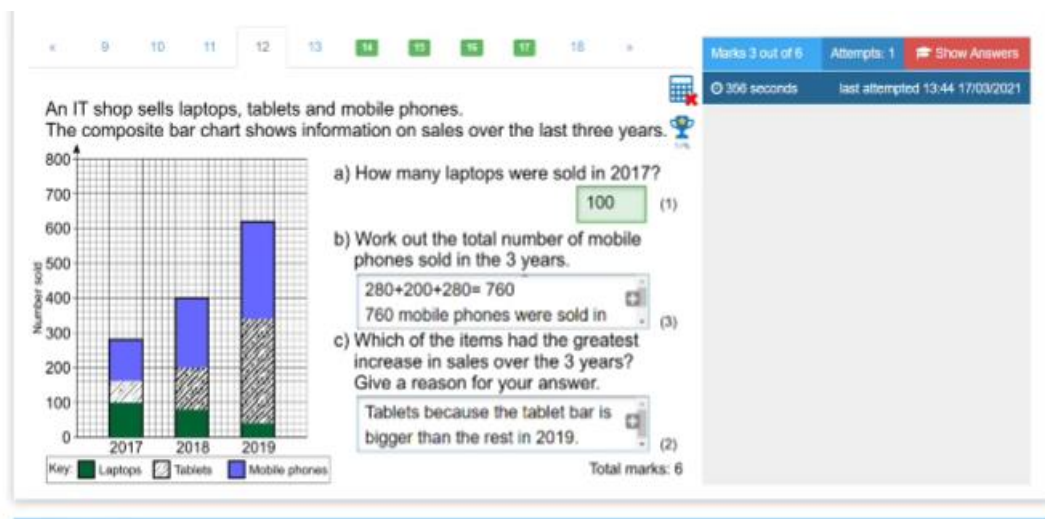 « 9 10 11 12 13 14 15 16 17 18 »
Marks 3 out of 6 Attempts: 1 Show Answers
356 seconds last attempted 13:44 17/03/2021
An IT shop sells laptops, tablets and mobile phones.
The composite bar chart shows information on sales over the last three years.
800
700
600
500
400
300
200
100
0
Number sold
2017 2018 2019
Key: Laptops Tablets Mobile phones
a) How many laptops were sold in 2017?
100 (1)
b) Work out the total number of mobile
phones sold in the 3 years.
280+200+280= 760
760 mobile phones were sold in
(3)
c) Which of the items had the greatest
increase in sales over the 3 years?
Give a reason for your answer.
Tablets because the tablet bar is
bigger than the rest in 2019.
(2)
Total marks: 6